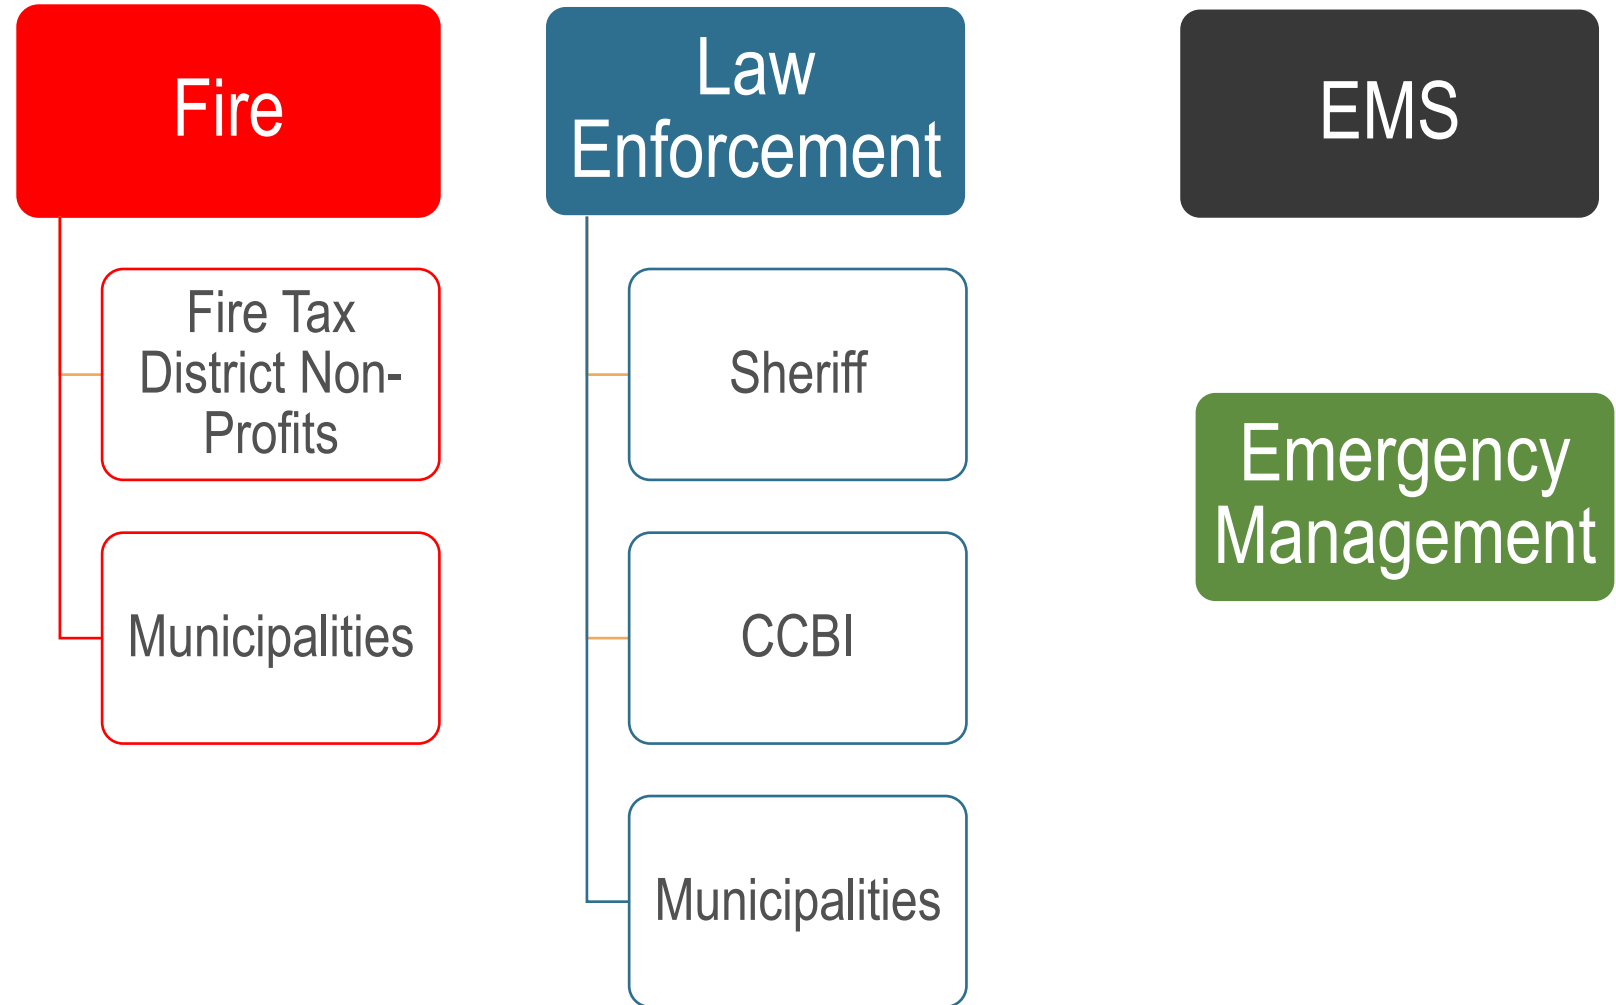 Fire
Fire Tax
District Non-
Profits
Municipalities
Law
Enforcement
Sheriff
CCBI
Municipalities
EMS
Emergency
Management